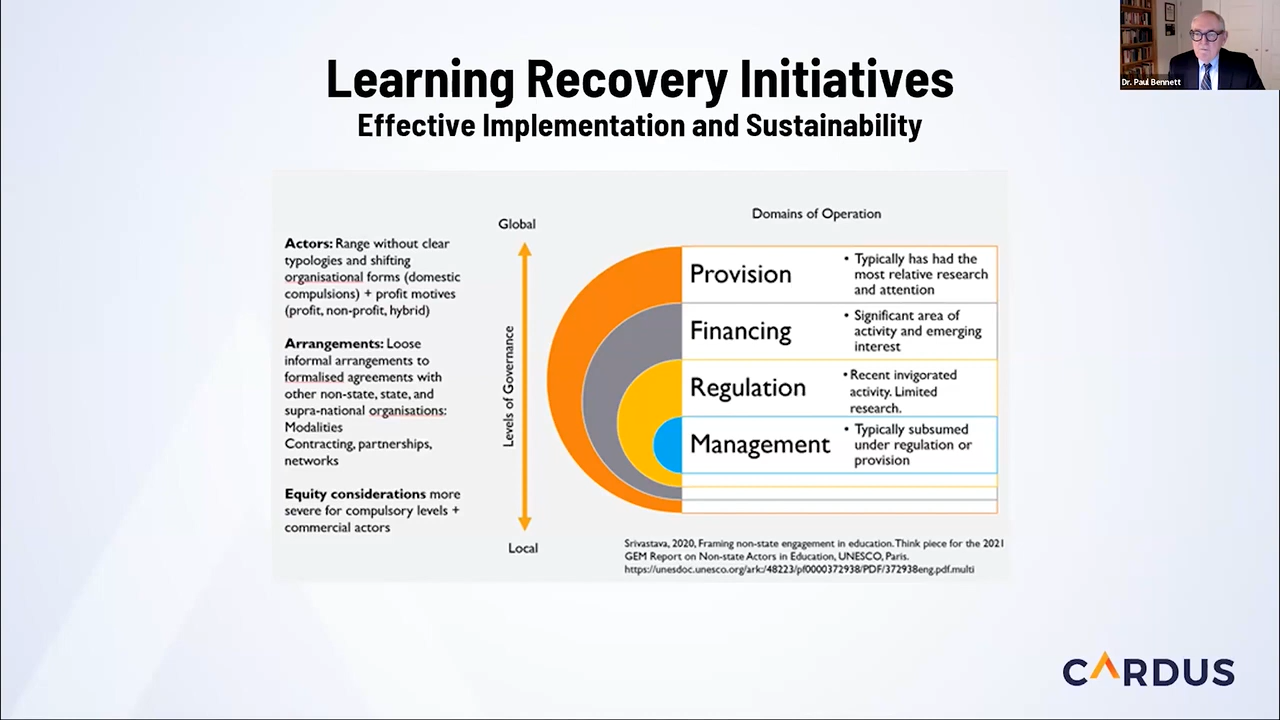 Dr. Paul Bennett
Learning Recovery Initiatives
Effective Implementation and Sustainability
Actors: Range without clear
typologies and shifting
organisational forms (domestic
compulsions) + profit motives
(profit, non-profit, hybrid)
Arrangements: Loose
informal arrangements to
formalised agreements with
other non-state, state, and
supra-national organisations:
Modalities
Contracting, partnerships,
networks
Equity considerations more
severe for compulsory levels +
commercial actors
Global
Levels of Governance
Local
Domains of Operation
Provision
• Typically has had the
most relative research
and attention
Financing
• Significant area of
activity and emerging
interest
Regulation
• Recent invigorated
activity. Limited
research.
Management
• Typically subsumed
under regulation or
provision
Srivastava, 2020, Framing non-state engagement in education. Think piece for the 2021
GEM Report on Non-state Actors in Education, UNESCO, Paris.
https://unesdoc.unesco.org/ark:/48223/pf0000372938/PDF/372938eng.pdf.multi
CARDUS